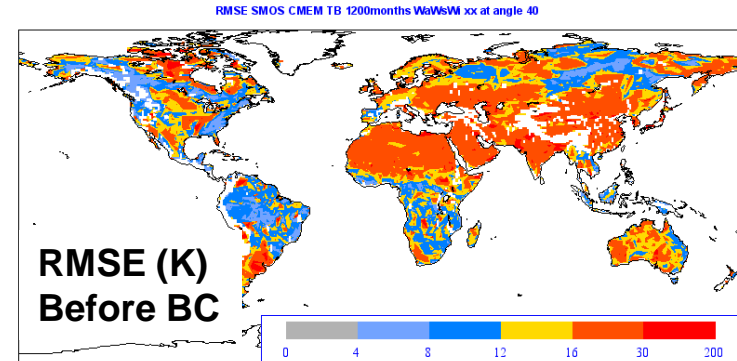 RMSE SMOS CMEM TB 1200months WaWsWi xx at angle 40
RMSE (K)
Before BC
0 4 8 12 16 30 200